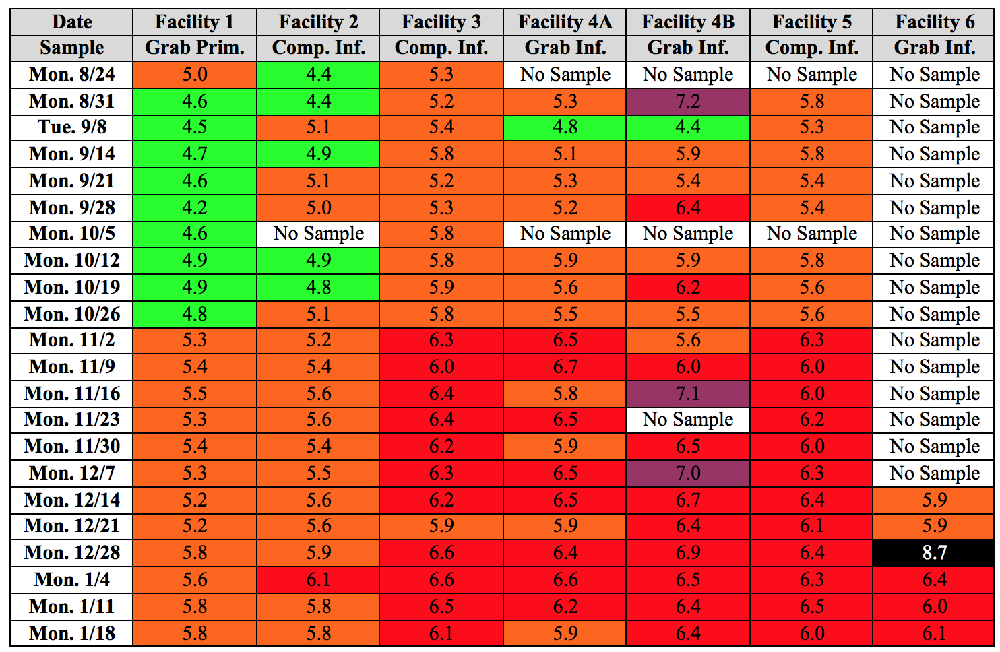 Date Facility 1 Facility 2 Facility 3 Facility 4A Facility 4B Facility 5 Facility 6
Sample Grab Prim. Comp. Inf. Comp. Inf. Grab Inf. Grab Inf. Comp. Inf. Grab Inf.
Mon. 8/24 5.0 4.4 5.3 No Sample No Sample No Sample No Sample
Mon. 8/31 4.6 4.4 5.2 5.3 7.2 5.8 No Sample
Tue. 9/8 4.5 5.1 5.4 4.8 4.4 5.3 No Sample
Mon. 9/14 4.7 4.9 5.8 5.1 5.9 5.8 No Sample
Mon. 9/21 4.6 5.1 5.2 5.3 5.4 5.4 No Sample
Mon. 9/28 4.2 5.0 5.3 5.2 6.4 5.4 No Sample
Mon. 10/5 4.6 No Sample 5.8 No Sample No Sample No Sample No Sample
Mon. 10/12 4.9 4.9 5.8 5.9 5.9 5.8 No Sample
Mon. 10/19 4.9 4.8 5.9 5.6 6.2 5.6 No Sample
Mon. 10/26 4.8 5.1 5.8 5.5 5.5 5.6 No Sample
Mon. 11/2 5.3 5.2 6.3 6.5 5.6 6.3 No Sample
Mon. 11/9 5.4 5.4 6.0 6.7 6.0 6.0 No Sample
Mon. 11/16 5.5 5.6 6.4 5.8 7.1 6.0 No Sample
Mon. 11/23 5.3 5.6 6.4 6.5 No Sample 6.2 No Sample
Mon. 11/30 5.4 5.4 6.2 5.9 6.5 6.0 No Sample
Mon. 12/7 5.3 5.5 6.3 6.5 7.0 6.3 No Sample
Mon. 12/14 5.2 5.6 6.2 6.5 6.7 6.4 5.9
Mon. 12/21 5.2 5.6 5.9 5.9 6.4 6.1 5.9
Mon. 12/28 5.8 5.9 6.6 6.4 6.9 6.4 8.7
Mon. 1/4 5.6 6.1 6.6 6.6 6.5 6.3 6.4
Mon. 1/11 5.8 5.8 6.5 6.2 6.4 6.5 6.0
Mon. 1/18 5.8 5.8 6.1 5.9 6.4 6.0 6.1